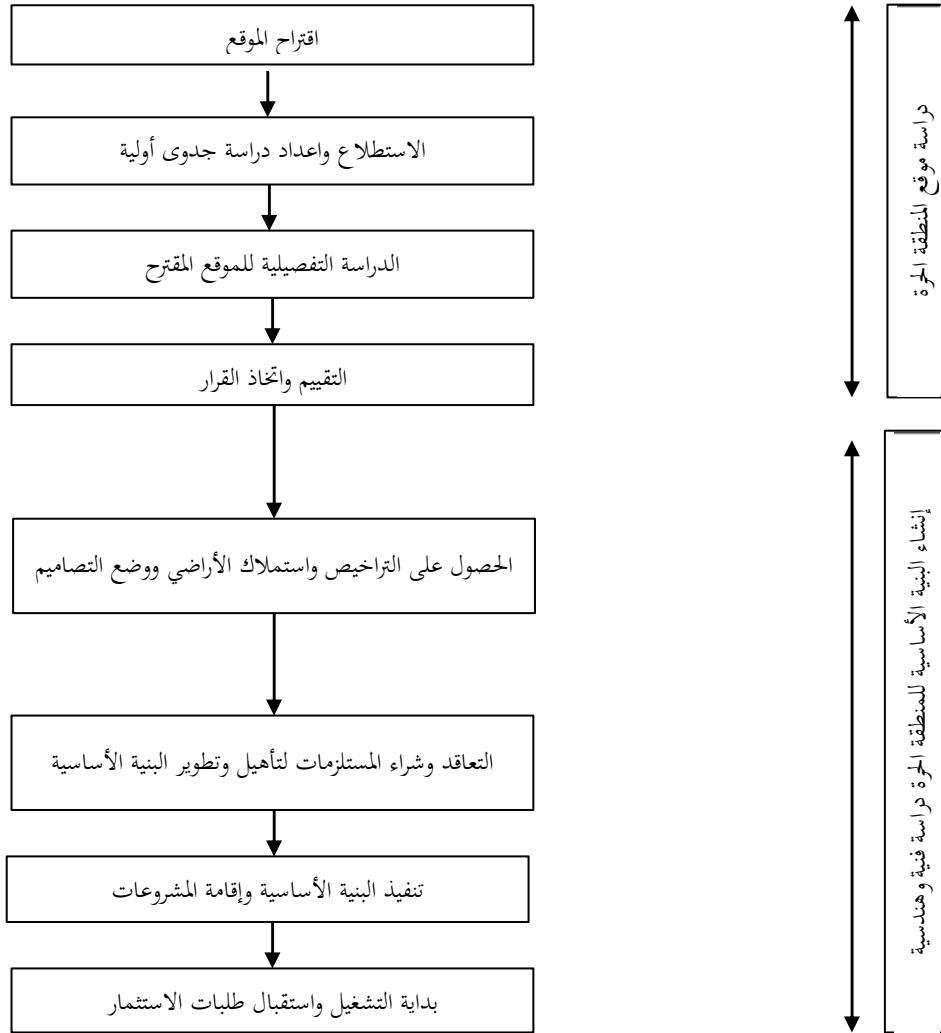 اقتراح الموقع
الاستطلاع واعداد دراسة جدوى أولية
الدراسة التفصيلية للموقع المقترح
التقييم واتخاذ القرار
دراسة موقع المنطقة الحرة
الحصول على التراخيص واستملاك الأراضي ووضع التصاميم
التعاقد وشراء المستلزمات لتأهيل وتطوير البنية الأساسية
تنفيذ البنية الأساسية وإقامة المشروعات
بداية التشغيل واستقبال طلبات الاستثمار
إنشاء البنية الأساسية للمنطقة الحرة دراسة فنية وهندسية